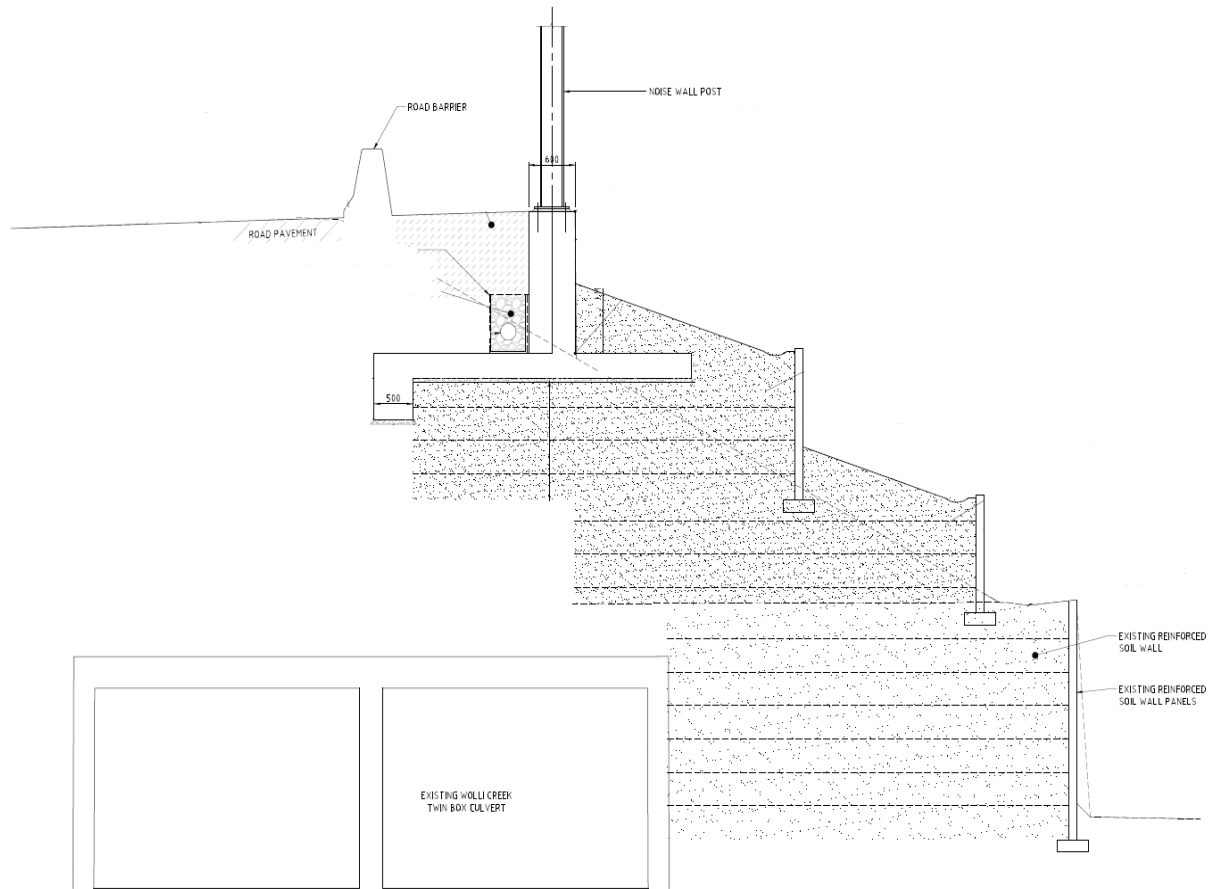 NOISE WALL POST
ROAD BARRIER
600
ROAD PAVEMENT
500
EXISTING REINFORCED
SOIL WALL
EXISTING REINFORCED
SOIL WALL PANELS
EXISTING WOLLI CREEK
TWIN BOX CULVERT